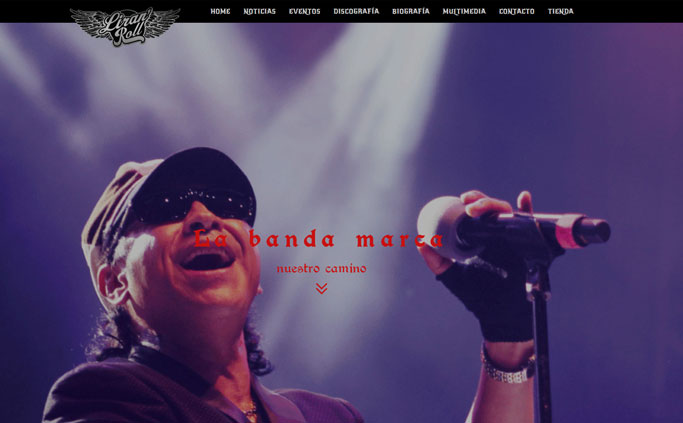 Liran' Roll
HOME NOTICIAS EVENTOS DISCOGRAFÍA BIOGRAFÍA MULTIMEDIA CONTACTO TIENDA
La banda marca
nuestro camino